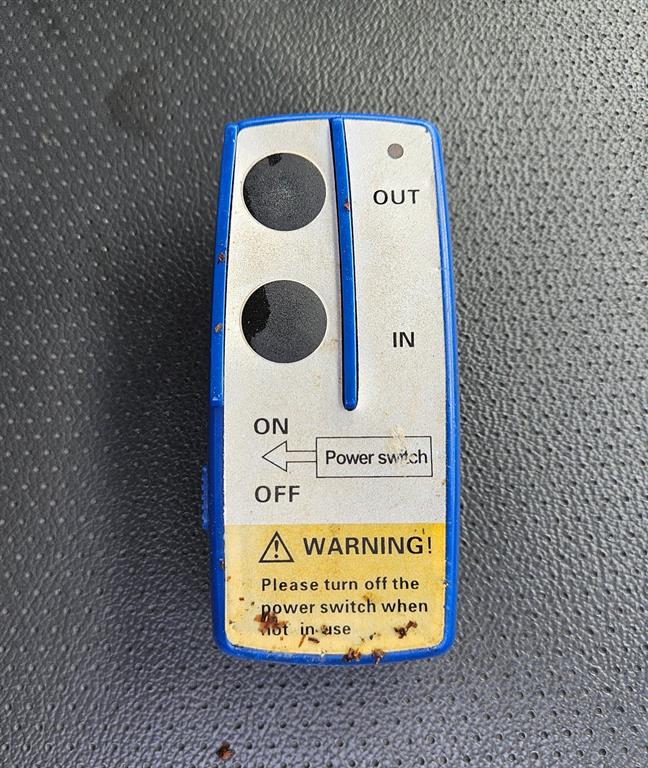 OUT
IN
ON
Power switch
OFF
WARNING!
Please turn off the
power switch when
not in use